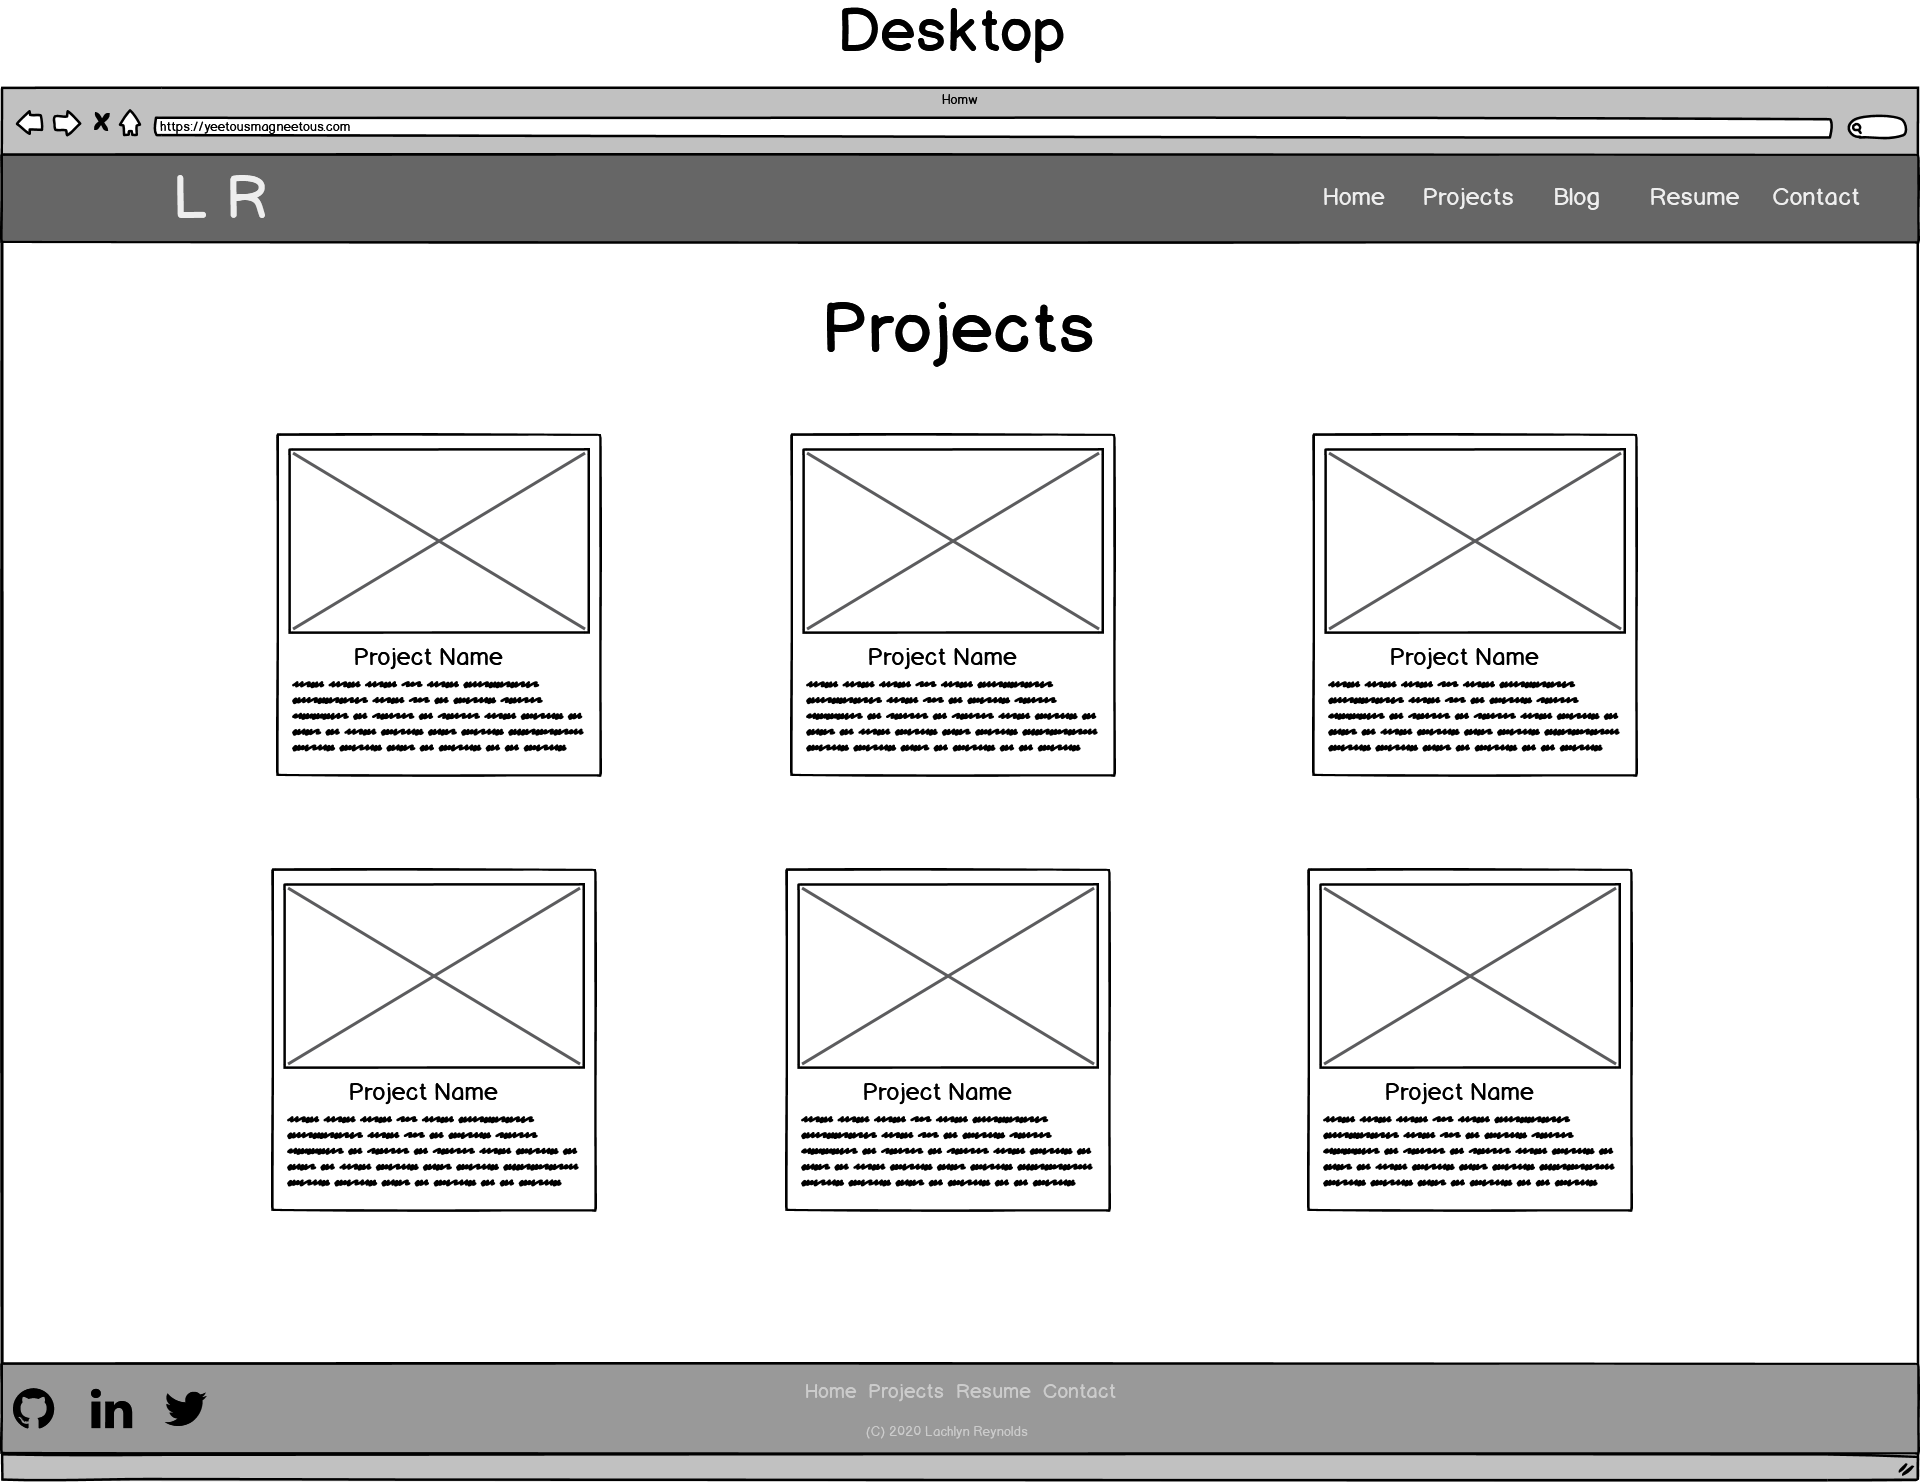 Desktop
Homw
https://yeetousmagneetous.com
L R
Home Projects Blog Resume Contact
Projects
Project Name
Project Name
Project Name
Project Name
Project Name
Project Name
in
Home Projects Resume Contact
(C) 2020 Lachlyn Reynolds